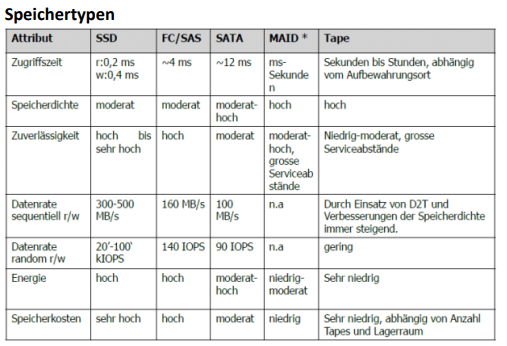 Speichertypen
Attribut SSD FC/SAS SATA MAID * Tape
Zugriffszeit r:0,2 ms ~4 ms ~12 ms ms- Sekunden bis Stunden, abhängig
w:0,4 ms Sekunde vom Aufbewahrungsort
n
Speicherdichte moderat moderat moderat- hoch hoch
hoch
Zuverlässigkeit hoch bis hoch moderat moderat- Niedrig-moderat, grosse
sehr hoch hoch, Serviceabstände
grosse
Serviceab
stände
Datenrate 300-500 160 MB/s 100 n.a Durch Einsatz von D2T und
sequentiell r/w MB/s MB/s Verbesserungen der Speicherdichte
immer steigend.
Datenrate 20'-100' 140 IOPS 90 IOPS n.a gering
random r/w kIOPS
Energie hoch hoch moderat- niedrig- Sehr niedrig
hoch moderat
Speicherkosten sehr hoch hoch moderat niedrig Sehr niedrig, abhängig von Anzahl
Tapes und Lagerraum